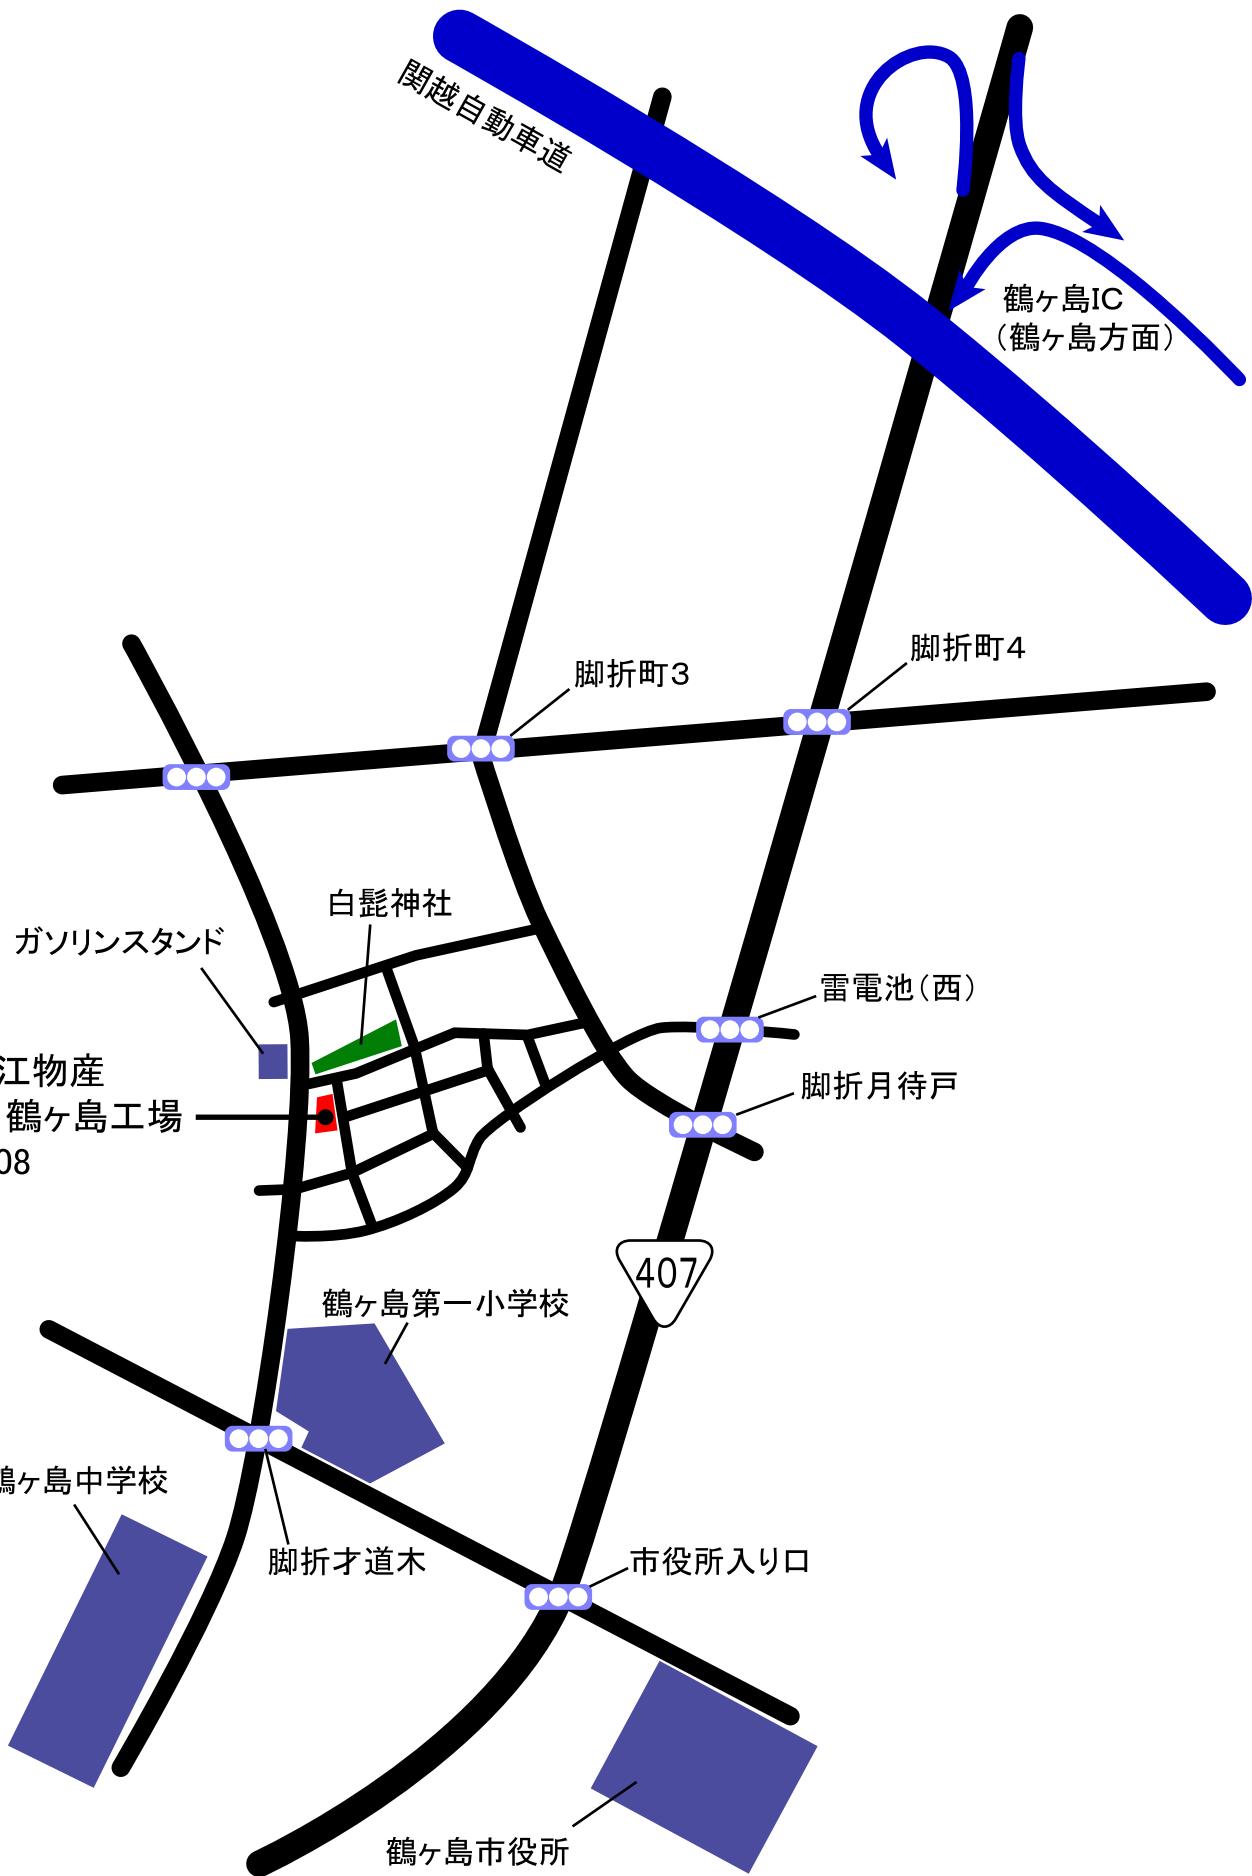 関越自動車道
鶴ヶ島IC
（鶴ヶ島方面）
脚折町4
脚折町3
白髭神社
ガソリンスタンド
雷電池（西）
江物産
鶴ヶ島工場
08
脚折月待戸
407
鶴ヶ島第一小学校
鶴ヶ島中学校
脚折才道木
市役所入り口
鶴ヶ島市役所